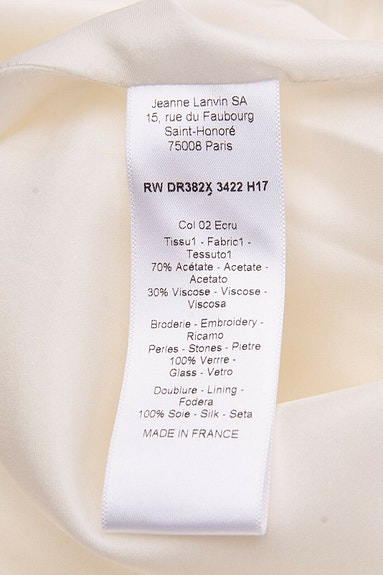 Jeanne Lanvin SA
15, rue du Faubourg
Saint-Honoré
75008 Paris
RW DR382X 3422 H17
Col 02 Ecru
Tissu1 - Fabric1 -
Tessuto1
70% Acétate - Acetate -
Acetato
30% Viscose - Viscose -
Viscosa
Broderie - Embroidery -
Ricamo
Perles - Stones - Pietre
100% Verrre -
Glass - Vetro
Doublure - Lining -
Fodera
100% Soie - Silk - Seta
MADE IN FRANCE